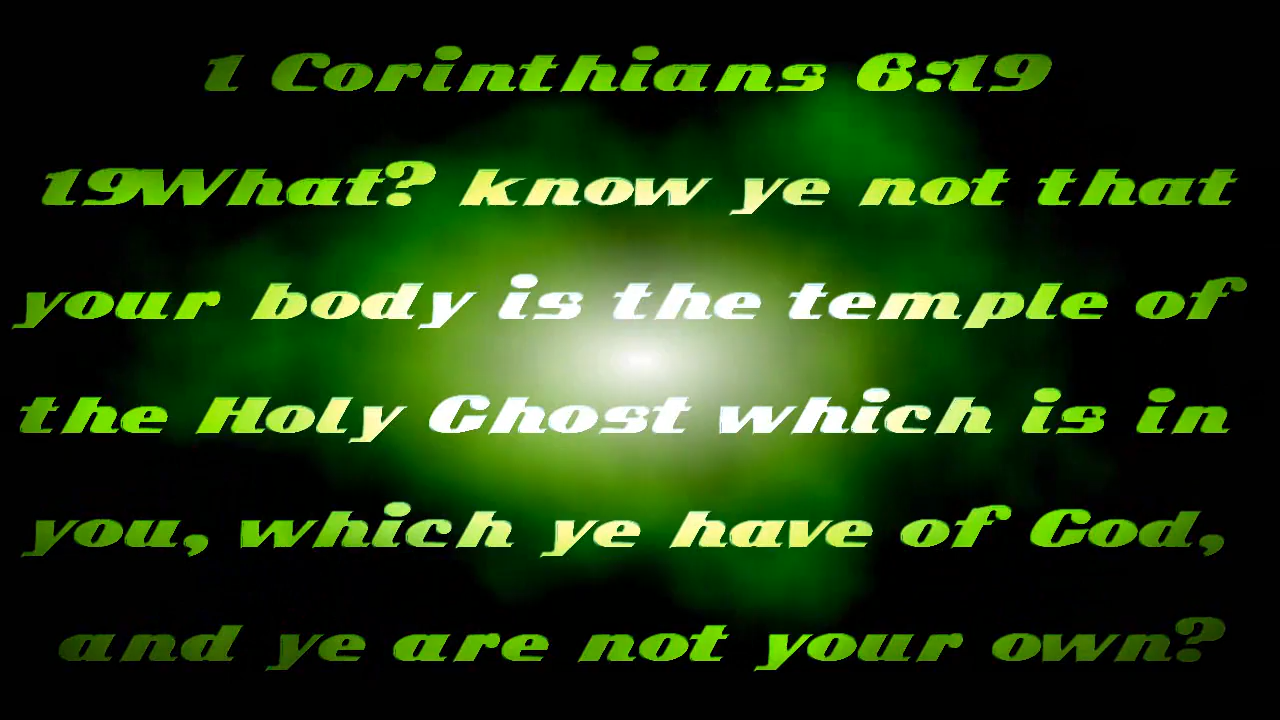 1 Corinthians 6:19
19What? know ye not that
your body is the temple of
the Holy Ghost which is in
you, which ye have of God,
and ye are not your own?